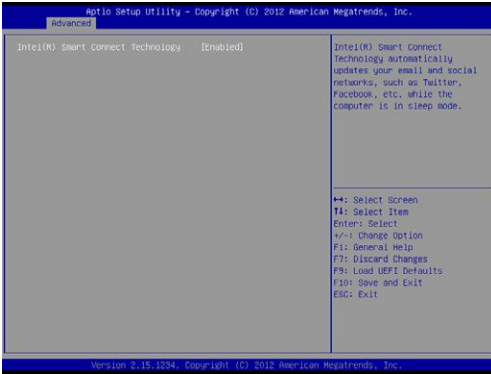 Aptio Setup Utility – Copyright (C) 2012 American Megatrends, Inc.
Advanced
Intel(R) Smart Connect Technology [Enabled]
Intel(R) Smart Connect
Technology automatically
updates your email and social
networks, such as Twitter,
Facebook, etc. while the
computer is in sleep mode.
↔: Select Screen
↑↓: Select Item
Enter: Select
+/-: Change Option
F1: General Help
F7: Discard Changes
F9: Load UEFI Defaults
F10: Save and Exit
ESC: Exit
Version 2.15.1234. Copyright (C) 2012 American Megatrends, Inc.